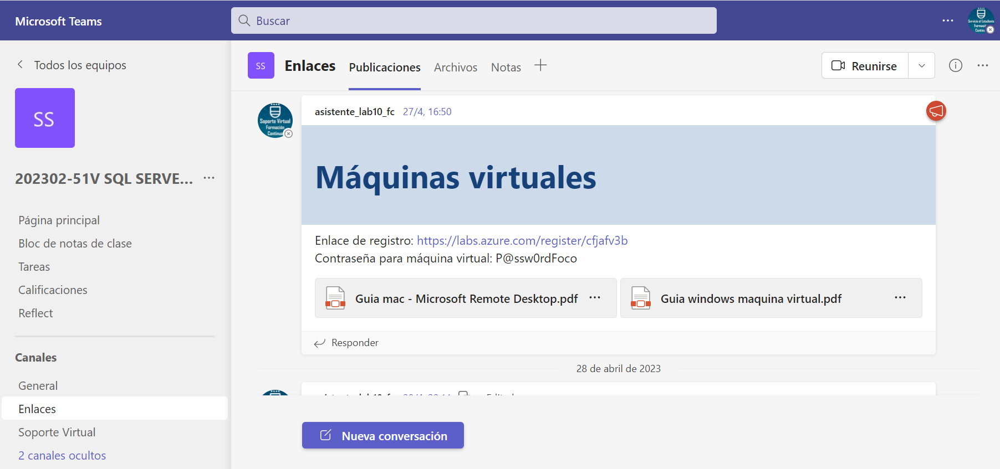 Microsoft Teams
Buscar
Todos los equipos
SS
202302-51V SQL SERVE...
Página principal
Bloc de notas de clase
Tareas
Calificaciones
Reflect
Canales
General
Enlaces
Soporte Virtual
2 canales ocultos
SS
Enlaces
Publicaciones
Archivos
Notas
Reunirse
Soporte Virtual
Formación
Continua
asistente_lab10_fc 27/4, 16:50
Máquinas virtuales
Enlace de registro: https://labs.azure.com/register/cfjafv3b
Contraseña para máquina virtual: P@ssw0rdFoco
Guia mac - Microsoft Remote Desktop.pdf
Guia windows maquina virtual.pdf
Responder
28 de abril de 2023
Nueva conversación